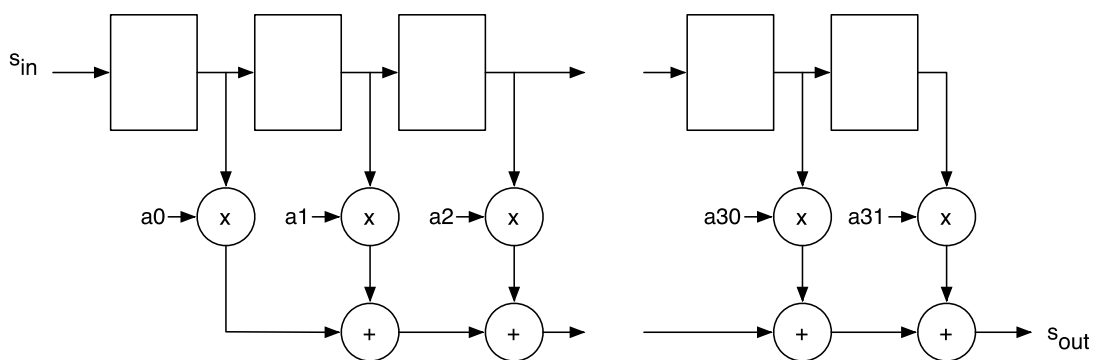 s_in
a0 x a1 x a2 x a30 x a31 x
+ + + + s_out